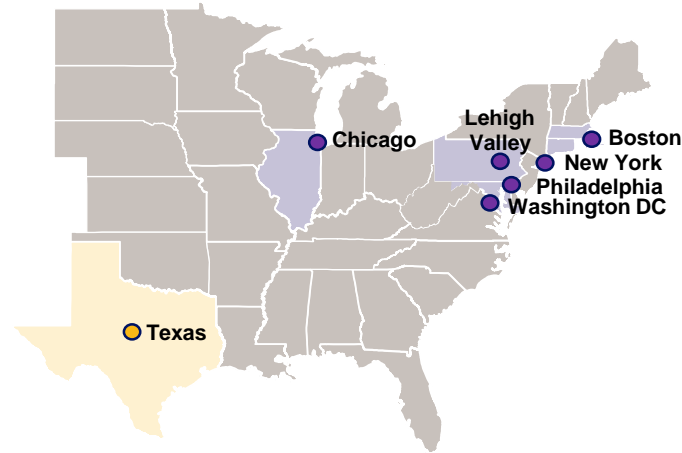 Lehigh
Valley
Chicago
Boston
New York
Philadelphia
Washington DC
Texas